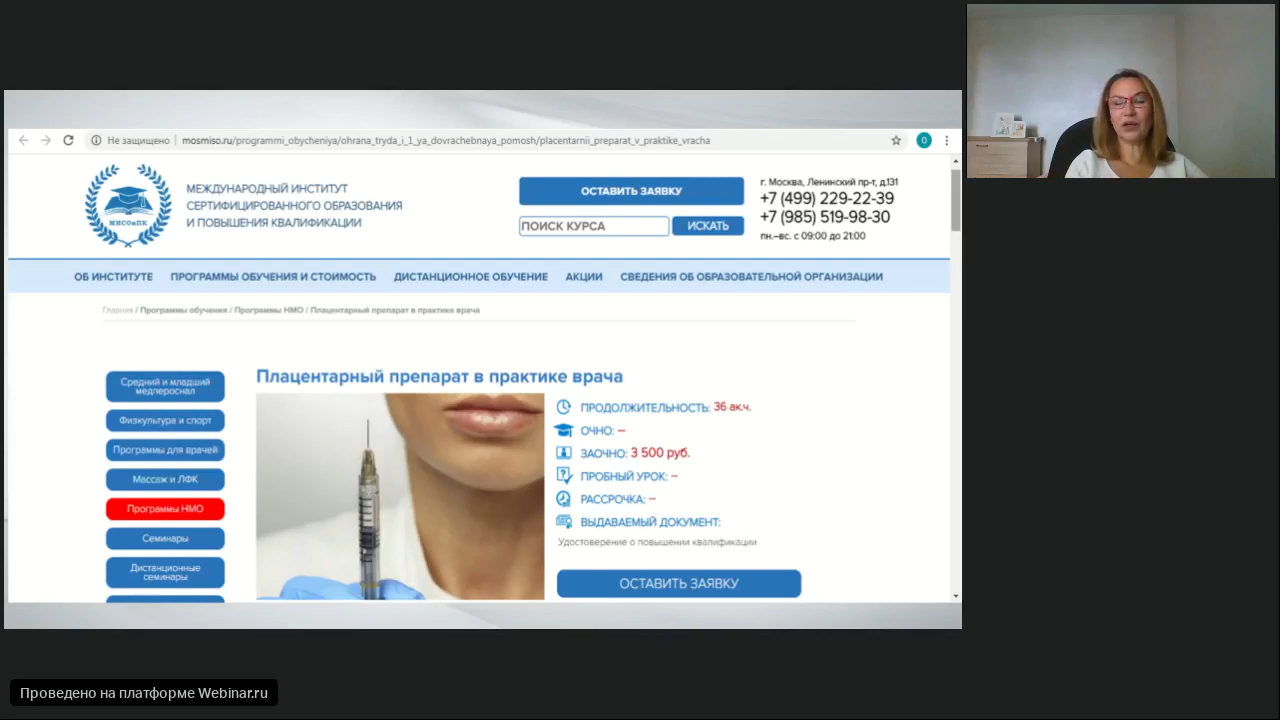 Не защищено
mosmiso.ru/programmi_obycheniya/ohrana_tryda_i_1_ya_dovrachebnaya_pomosh/placentarnii_preparat_v_praktike_vracha
МИСОиПК
МЕЖДУНАРОДНЫЙ ИНСТИТУТ
СЕРТИФИЦИРОВАННОГО ОБРАЗОВАНИЯ
И ПОВЫШЕНИЯ КВАЛИФИКАЦИИ
ОСТАВИТЬ ЗАЯВКУ
ПОИСК КУРСА
ИСКАТЬ
г. Москва, Ленинский пр-т, д.131
+7 (499) 229-22-39
+7 (985) 519-98-30
пн.–вс. с 09:00 до 21:00
ОБ ИНСТИТУТЕ ПРОГРАММЫ ОБУЧЕНИЯ И СТОИМОСТЬ ДИСТАНЦИОННОЕ ОБУЧЕНИЕ АКЦИИ СВЕДЕНИЯ ОБ ОБРАЗОВАТЕЛЬНОЙ ОРГАНИЗАЦИИ
Главная / Программы обучения / Программы НМО / Плацентарный препарат в практике врача
Средний и младший
медпероснал
Физкультура и спорт
Программы для врачей
Массаж и ЛФК
Программы НМО
Семинары
Дистанционные
семинары
Плацентарный препарат в практике врача
ПРОДОЛЖИТЕЛЬНОСТЬ: 36 ак.ч.
ОЧНО: –
ЗАОЧНО: 3 500 руб.
ПРОБНЫЙ УРОК: –
РАССРОЧКА: –
ВЫДАВАЕМЫЙ ДОКУМЕНТ:
Удостоверение о повышении квалификации
ОСТАВИТЬ ЗАЯВКУ
Проведено на платформе Webinar.ru